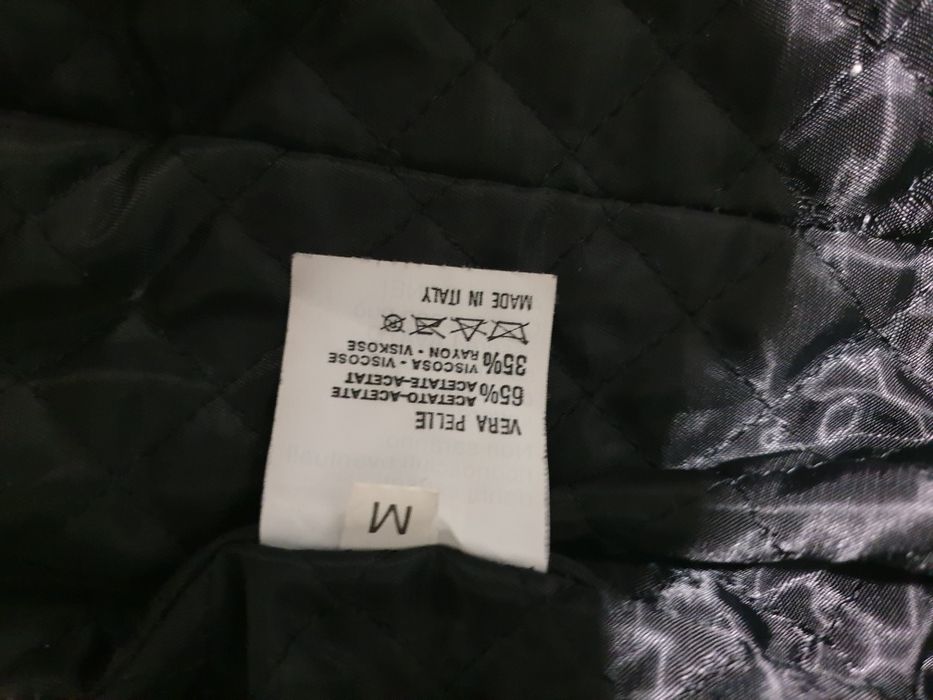 M
VERA PELLE
ACETATO-ACETATE
65% ACETATE-ACETAT
VISCOSA - VISCOSE
35% RAYON - VISKOSE
MADE IN ITALY